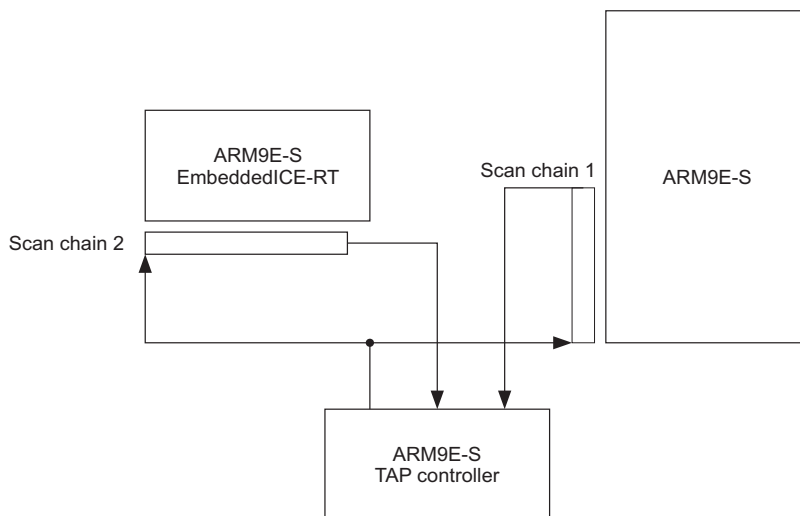 ARM9E-S
EmbeddedICE-RT
Scan chain 1
ARM9E-S
Scan chain 2
ARM9E-S
TAP controller